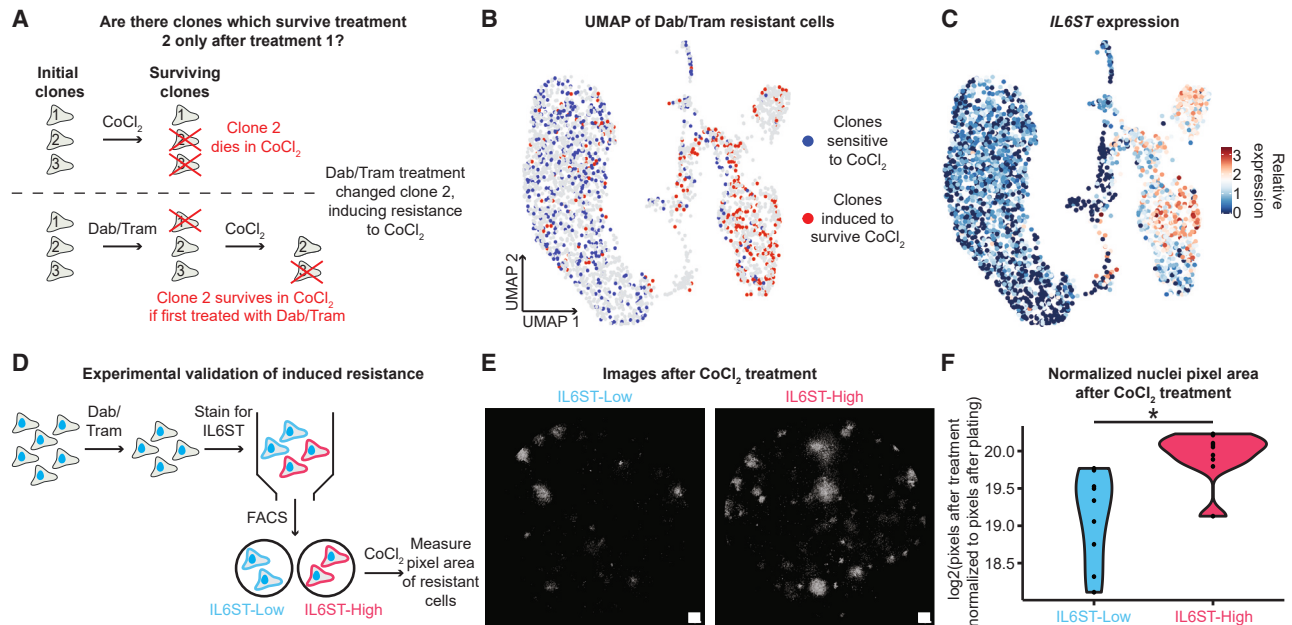 A
Are there clones which survive treatment
2 only after treatment 1?
Initial
clones
Surviving
clones
1
2
3
CoCl2
1
2
3
Clone 2
dies in CoCl2
Dab/Tram treatment
changed clone 2,
inducing resistance
to CoCl2
1
2
3
Dab/Tram
1
2
3
CoCl2
2
3
Clone 2 survives in CoCl2
if first treated with Dab/Tram
B
UMAP of Dab/Tram resistant cells
Clones
sensitive
to CoCl2
Clones
induced to
survive CoCl2
UMAP 2
UMAP 1
C
IL6ST expression
3
2
1
0
Relative
expression
D
Experimental validation of induced resistance
Dab/
Tram
Stain for
IL6ST
FACS
CoCl2
Measure
pixel area
of resistant
cells
IL6ST-Low
IL6ST-High
E
Images after CoCl2 treatment
IL6ST-Low
IL6ST-High
F
Normalized nuclei pixel area
after CoCl2 treatment
*
log2(pixels after treatment
normalized to pixels after plating)
20.0
19.5
19.0
18.5
IL6ST-Low
IL6ST-High